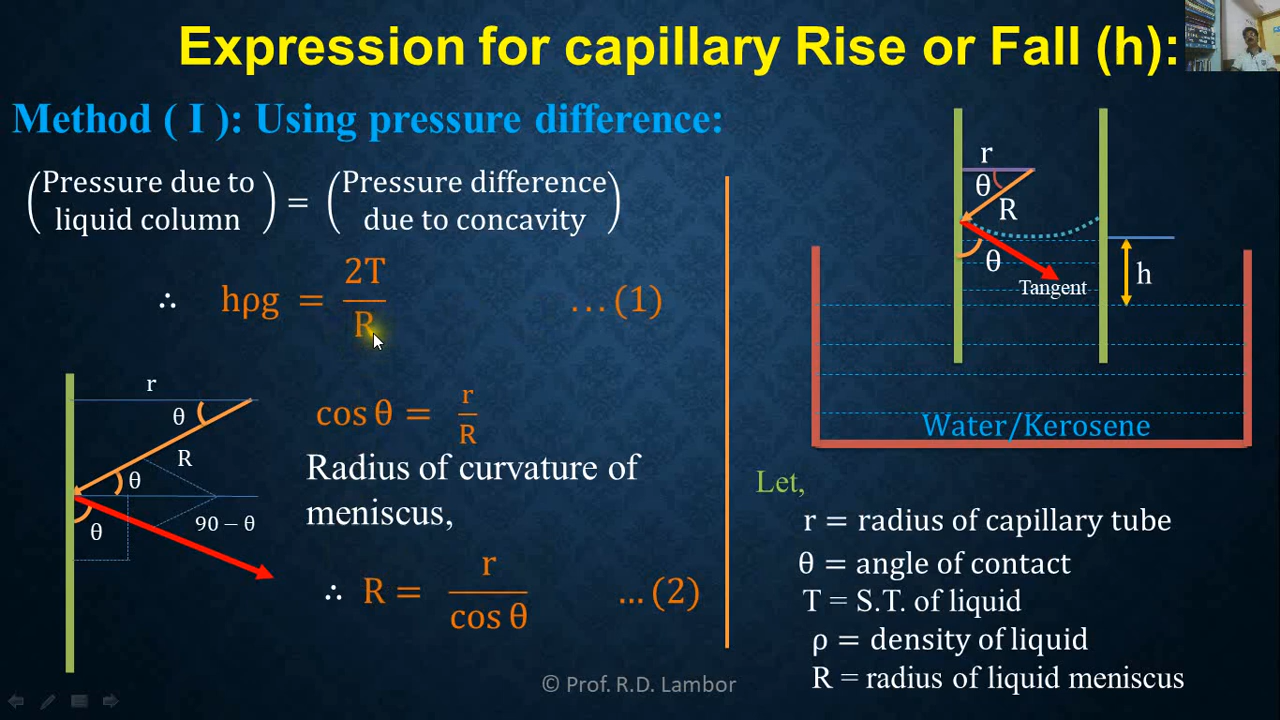 Expression for capillary Rise or Fall (h):
Method ( I ): Using pressure difference:
(Pressure due to liquid column) = (Pressure difference due to concavity)
∴ hρg = 2T/R ...(1)
r
θ
R
θ
θ
90 − θ
cos θ = r/R
Radius of curvature of
meniscus,
∴ R = r/cos θ ...(2)
r
θ
R
θ
Tangent
h
Water/Kerosene
Let,
r = radius of capillary tube
θ = angle of contact
T = S.T. of liquid
ρ = density of liquid
R = radius of liquid meniscus
© Prof. R.D. Lambor